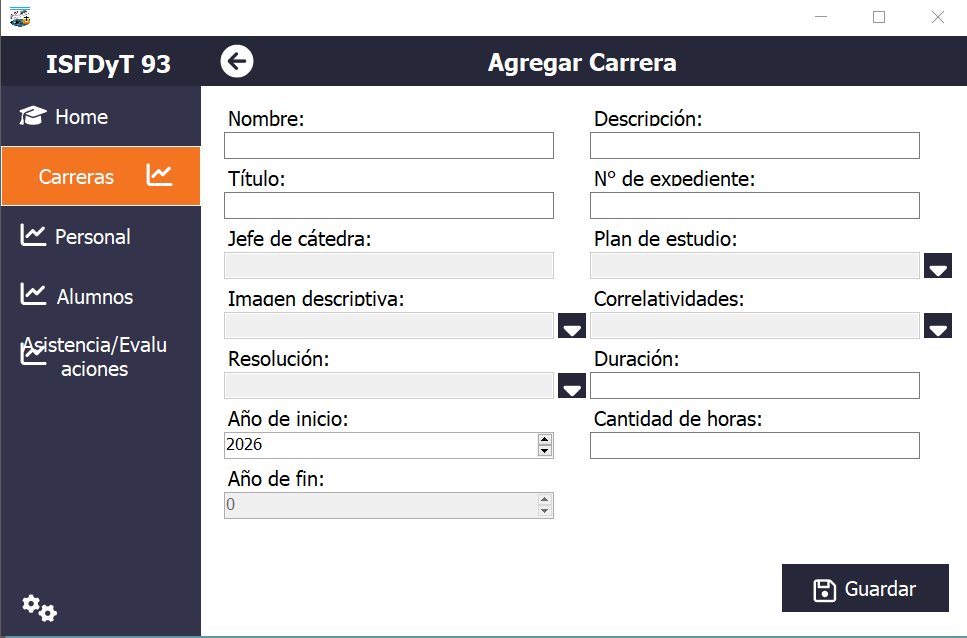 ISFDyT 93
Agregar Carrera
Home
Carreras
Personal
Alumnos
Asistencia/Evalu
aciones
Nombre:
Descripción:
Título:
N° de expediente:
Jefe de cátedra:
Plan de estudio:
Imagen descriptiva:
Correlatividades:
Resolución:
Duración:
Año de inicio:
Cantidad de horas:
2026
Año de fin:
0
Guardar